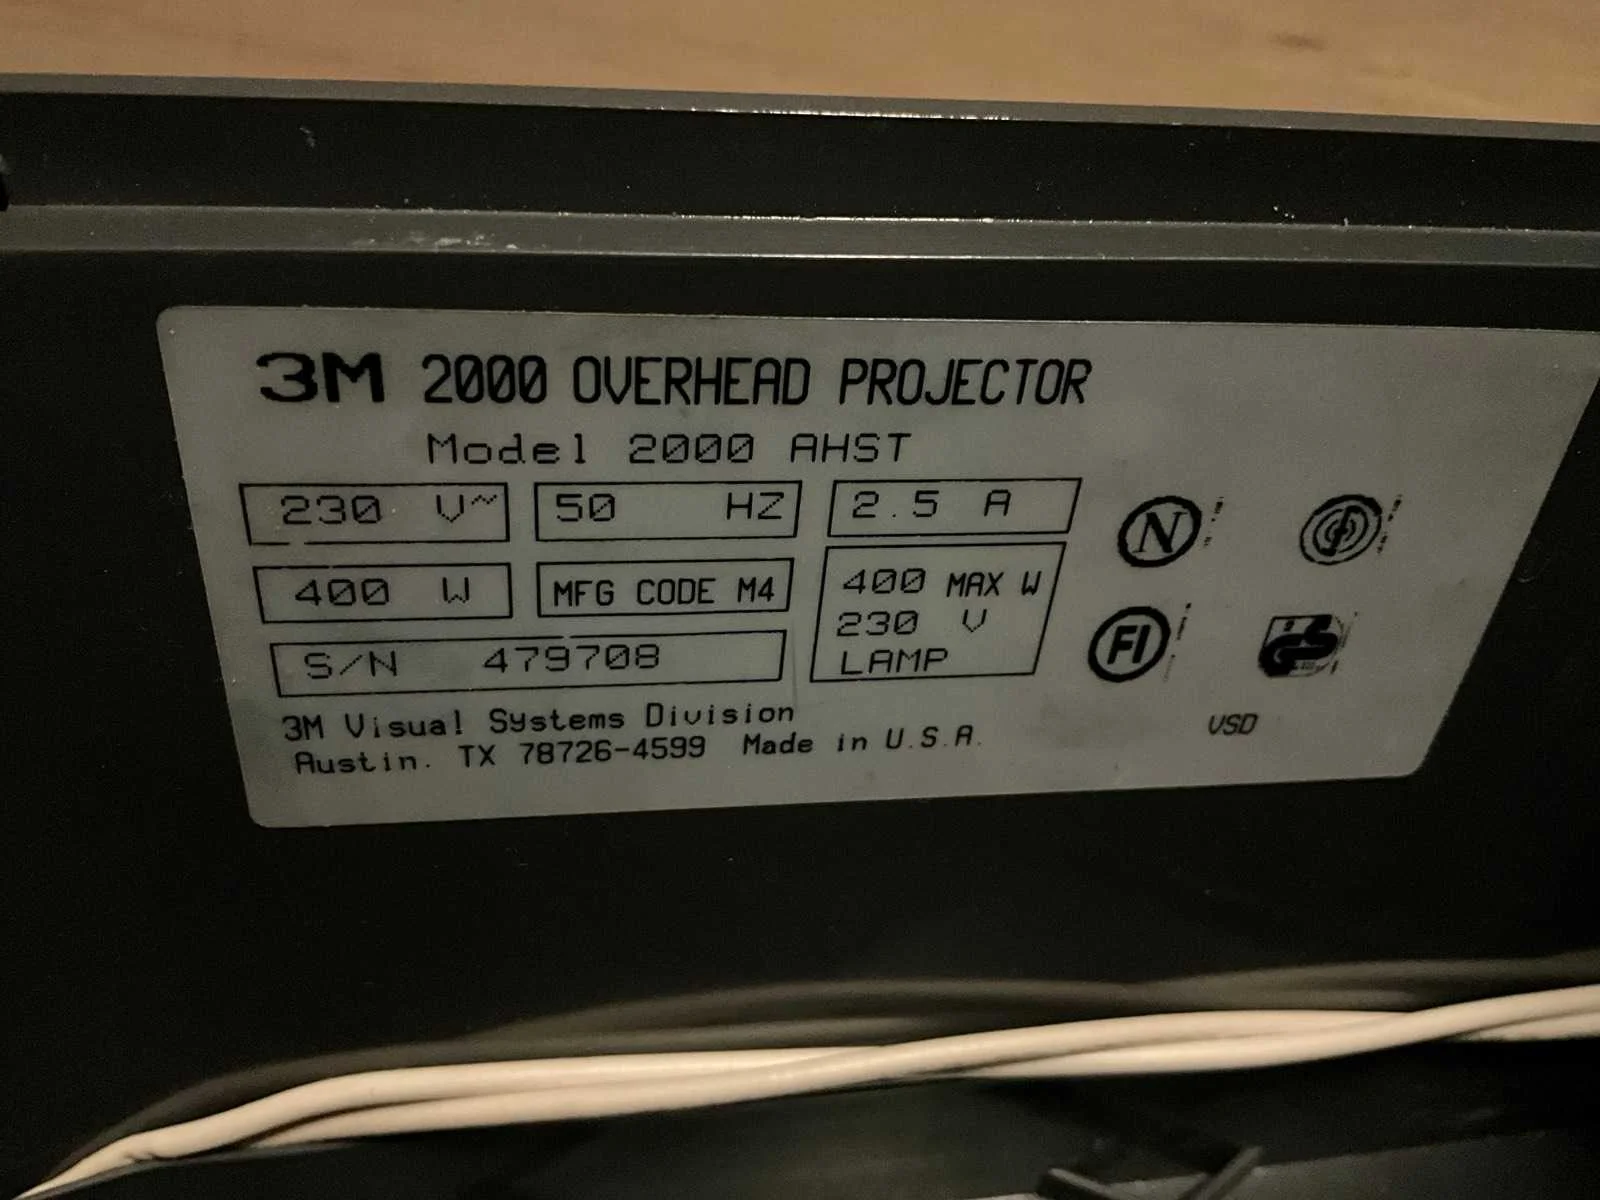 3M 2000 OVERHEAD PROJECTOR
Model 2000 AHST
230 V~ 50 HZ 2.5 A
400 W MFG CODE M4
400 MAX W
230 V
LAMP
S/N 479708
3M Visual Systems Division
Austin. TX 78726-4599 Made in U.S.A.
N
FI
GS
VSD